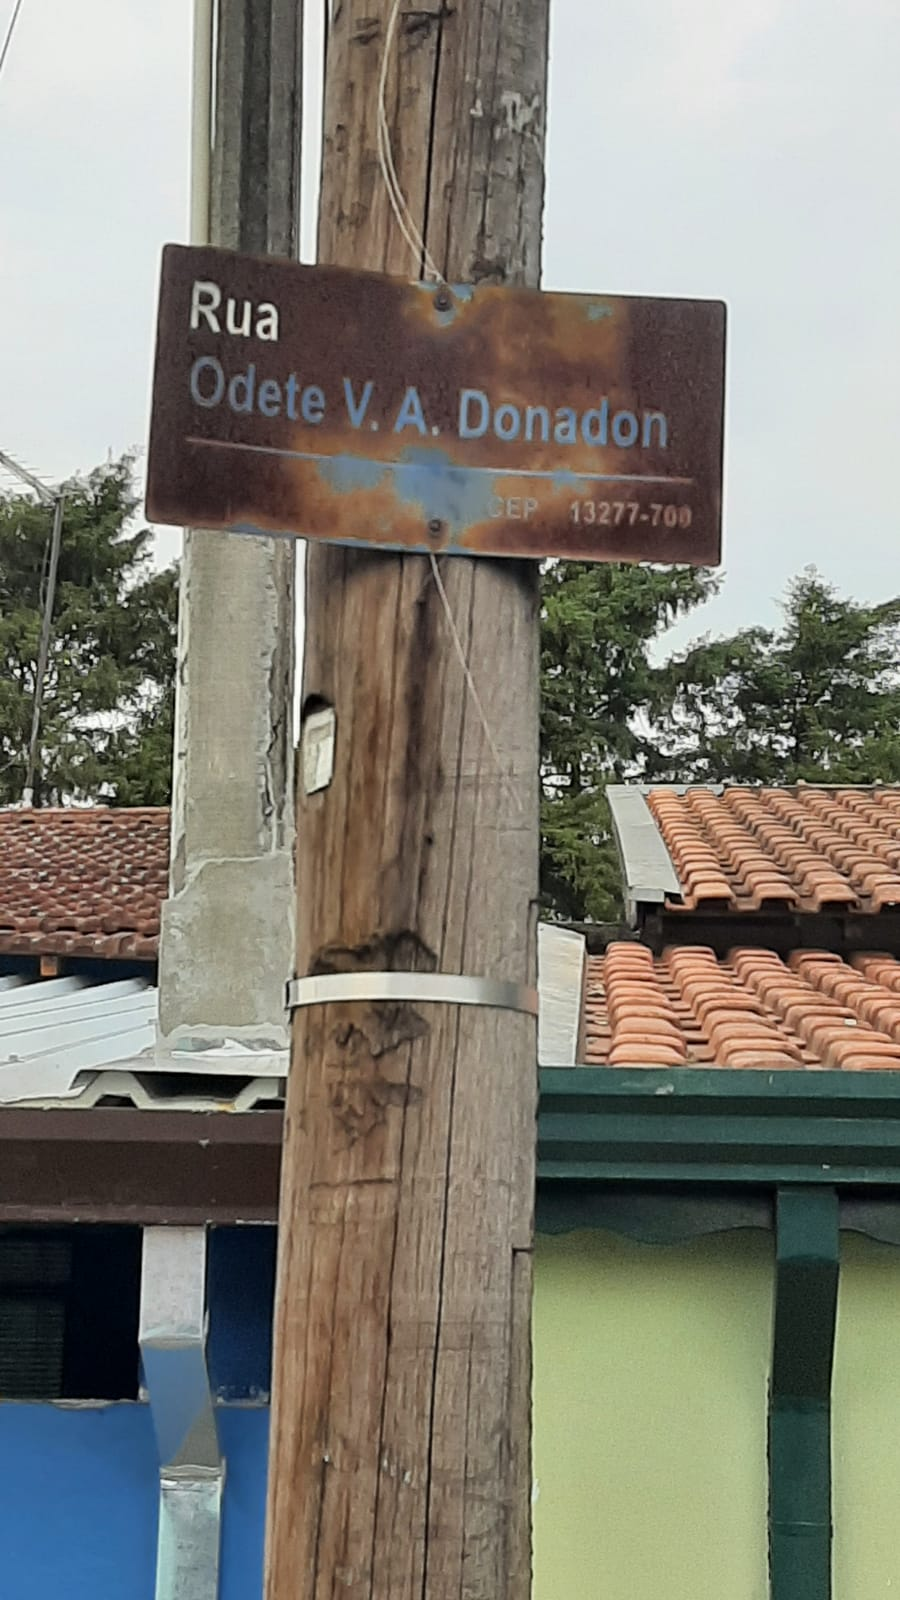 Rua
Odete V. A. Donadon
CEP 13277-700